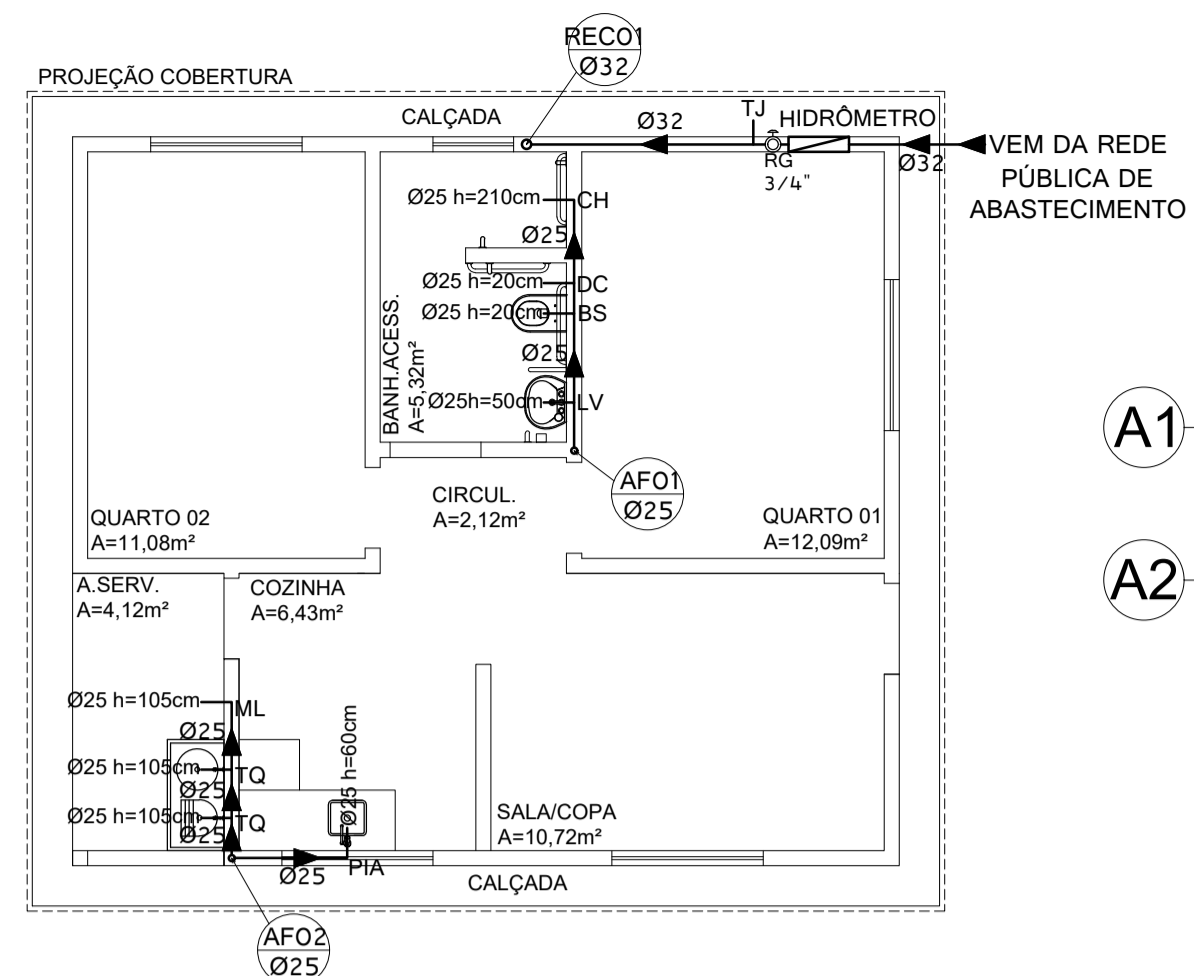 REC01
Ø32
PROJEÇÃO COBERTURA
CALÇADA
Ø32
TJ
HIDRÔMETRO
RG
3/4"
Ø32
VEM DA REDE
PÚBLICA DE
ABASTECIMENTO
Ø25 h=210cm
CH
Ø25
Ø25 h=20cm
DC
Ø25 h=20cm
BS
Ø25
BANH.ACESS.
A=5,32m²
Ø25h=50cm
LV
AF01
Ø25
CIRCUL.
A=2,12m²
QUARTO 02
A=11,08m²
QUARTO 01
A=12,09m²
A1
A2
A.SERV.
A=4,12m²
COZINHA
A=6,43m²
Ø25 h=105cm
ML
Ø25
Ø25 h=105cm
TQ
Ø25
Ø25 h=105cm
TQ
Ø25
Ø25 h=60cm
PIA
Ø25
SALA/COPA
A=10,72m²
CALÇADA
AF02
Ø25